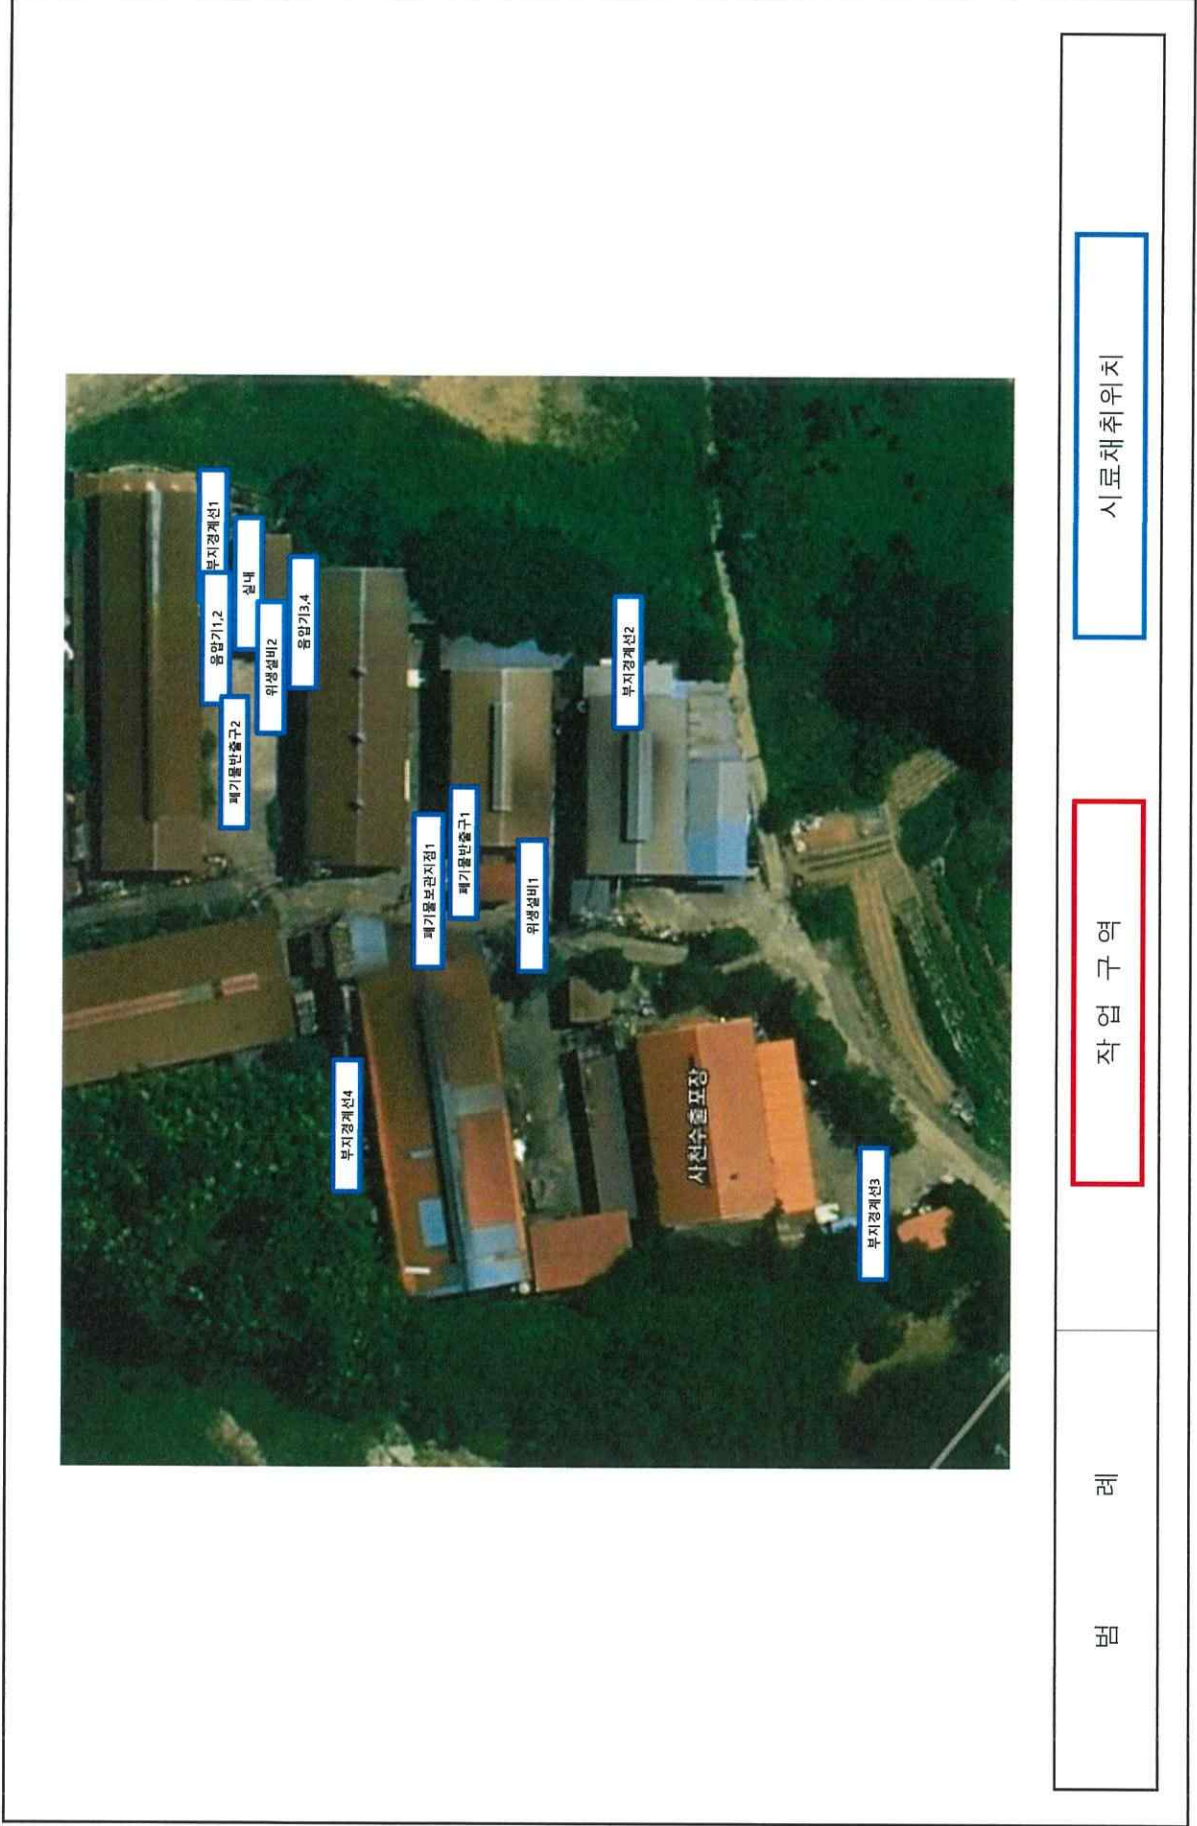 부지경계선1
음압기1,2
실내
폐기물반출구2
위생설비2
음압기3,4
부지경계선4
폐기물보관지점1
폐기물반출구1
위생설비1
부지경계선2
사천수출포장
부지경계선3
범 례
작업 구역
시료채취위치